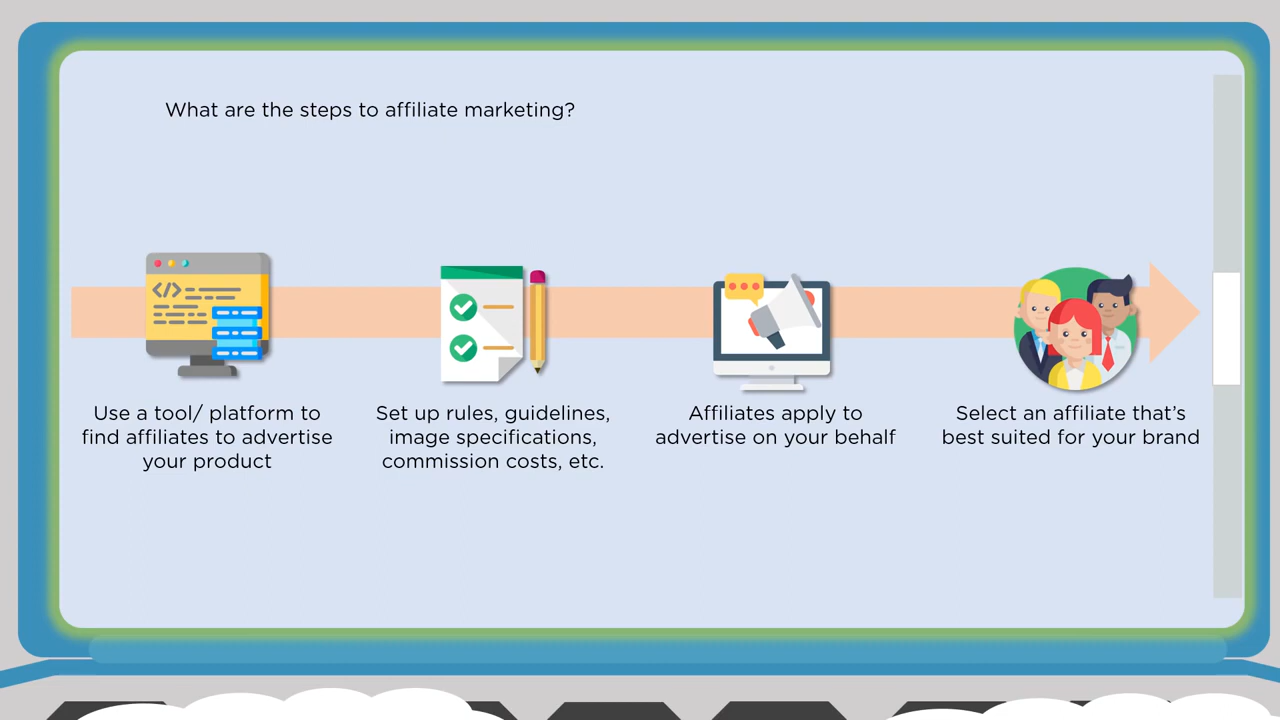 What are the steps to affiliate marketing?
</>
Use a tool/ platform to
find affiliates to advertise
your product
Set up rules, guidelines,
image specifications,
commission costs, etc.
Affiliates apply to
advertise on your behalf
Select an affiliate that’s
best suited for your brand